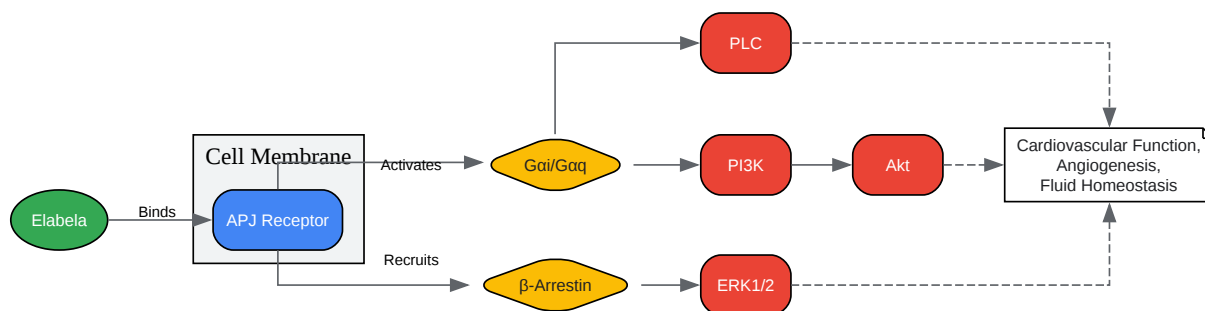 PLC
Cell Membrane
Activates
Gαi/Gαq
PI3K
Akt
Cardiovascular Function,
Angiogenesis,
Fluid Homeostasis
Elabela
Binds
APJ Receptor
Recruits
β-Arrestin
ERK1/2